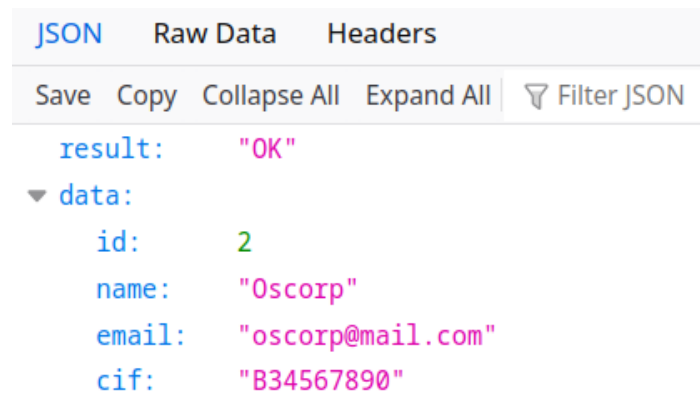 JSON Raw Data Headers
Save Copy Collapse All Expand All Filter JSON
result: "OK"
data:
id: 2
name: "Oscorp"
email: "oscorp@mail.com"
cif: "B34567890"